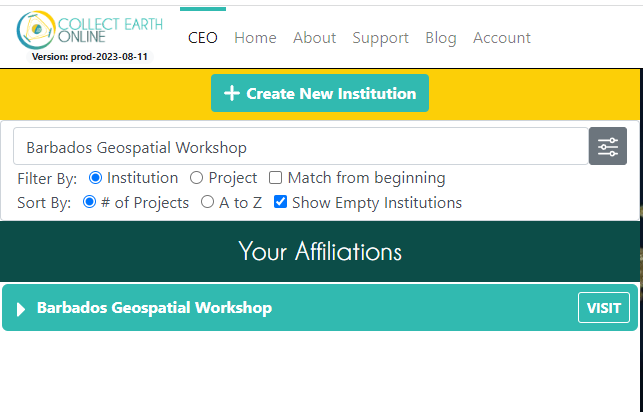 COLLECT EARTH
ONLINE
Version: prod-2023-08-11
CEO Home About Support Blog Account
+ Create New Institution
Barbados Geospatial Workshop
Filter By: Institution Project Match from beginning
Sort By: # of Projects A to Z Show Empty Institutions
Your Affiliations
Barbados Geospatial Workshop VISIT